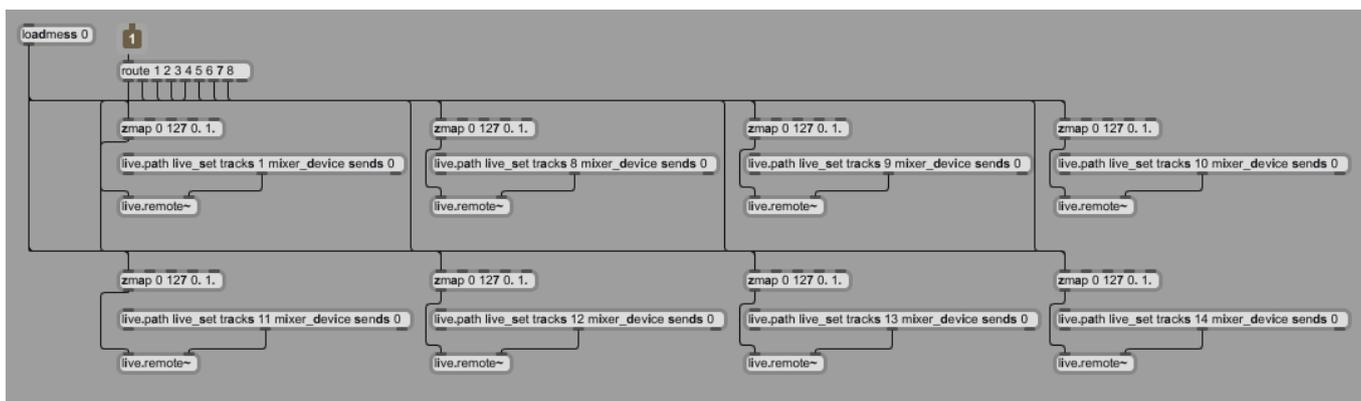 loadmess 0
1
route 1 2 3 4 5 6 7 8
zmap 0 127 0. 1.
zmap 0 127 0. 1.
zmap 0 127 0. 1.
zmap 0 127 0. 1.
live.path live_set tracks 1 mixer_device sends 0
live.path live_set tracks 8 mixer_device sends 0
live.path live_set tracks 9 mixer_device sends 0
live.path live_set tracks 10 mixer_device sends 0
live.remote~
live.remote~
live.remote~
live.remote~
zmap 0 127 0. 1.
zmap 0 127 0. 1.
zmap 0 127 0. 1.
zmap 0 127 0. 1.
live.path live_set tracks 11 mixer_device sends 0
live.path live_set tracks 12 mixer_device sends 0
live.path live_set tracks 13 mixer_device sends 0
live.path live_set tracks 14 mixer_device sends 0
live.remote~
live.remote~
live.remote~
live.remote~